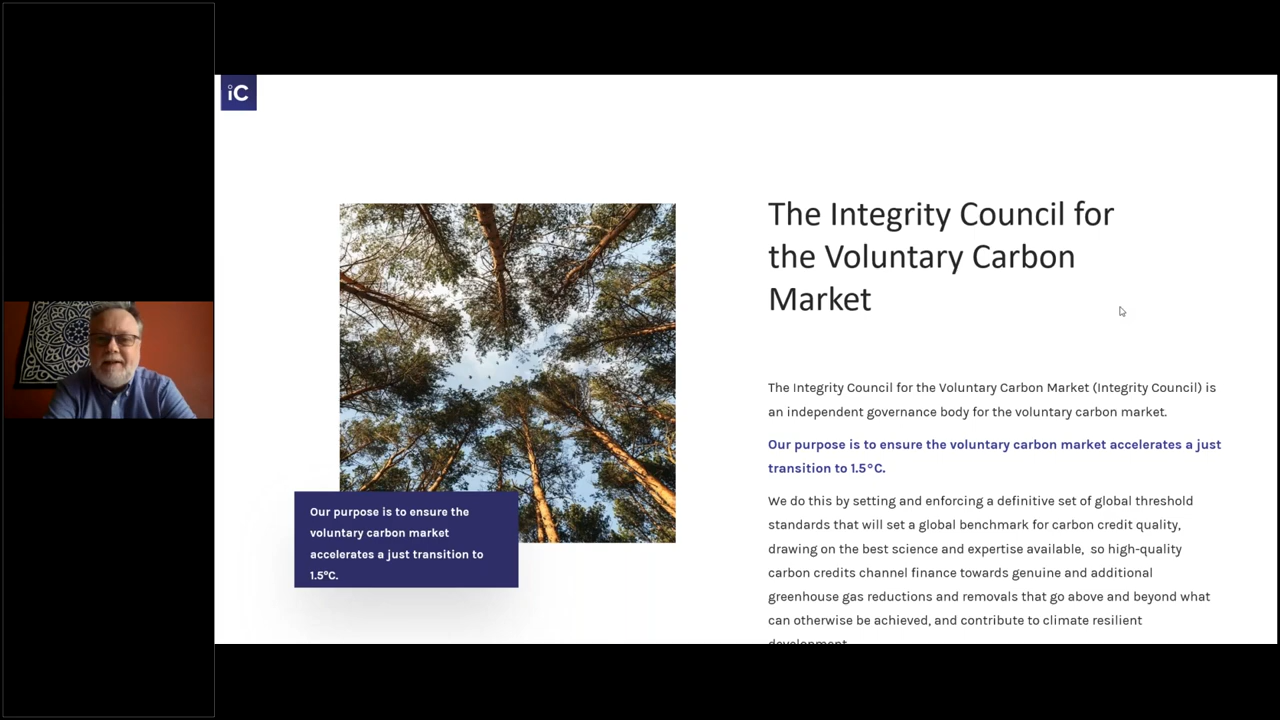 iC
The Integrity Council for
the Voluntary Carbon
Market
The Integrity Council for the Voluntary Carbon Market (Integrity Council) is
an independent governance body for the voluntary carbon market.
Our purpose is to ensure the voluntary carbon market accelerates a just
transition to 1.5°C.
We do this by setting and enforcing a definitive set of global threshold
standards that will set a global benchmark for carbon credit quality,
drawing on the best science and expertise available, so high-quality
carbon credits channel finance towards genuine and additional
greenhouse gas reductions and removals that go above and beyond what
can otherwise be achieved, and contribute to climate resilient
development.
Our purpose is to ensure the
voluntary carbon market
accelerates a just transition to
1.5°C.